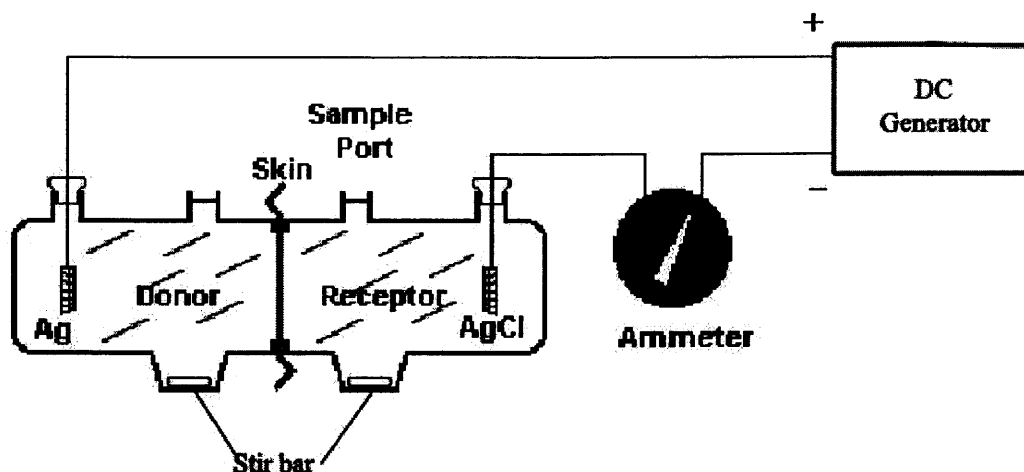 +
DC
Generator
Sample
Port
Skin
−
Donor
Receptor
Ag
AgCl
Ammeter
Stir bar